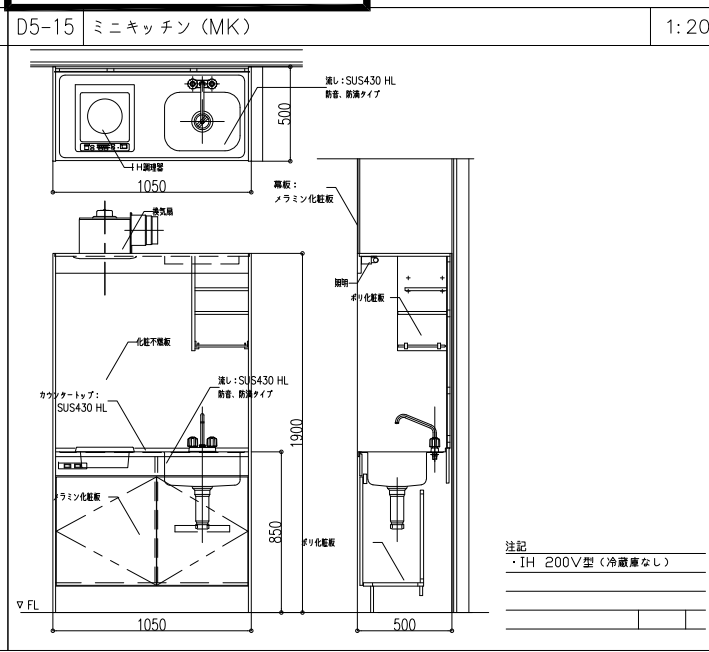 D5-15 ミニキッチン (MK) 1:20
流し:SUS430 HL
防音、防滴タイプ
500
IH調理器
1050
幕板:
メラミン化粧板
換気扇
照明
ポリ化粧板
化粧不燃板
流し:SUS430 HL
防音、防滴タイプ
カウンタートップ:
SUS430 HL
1900
メラミン化粧板
850
ポリ化粧板
注記
・IH 200V型 (冷蔵庫なし)
▽ FL
1050
500